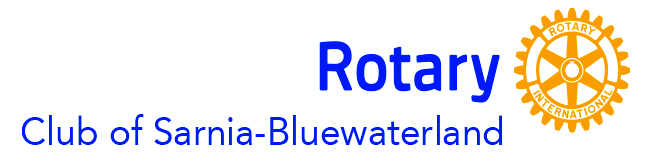 Rotary
Club of Sarnia-Bluewaterland
ROTARY
INTERNATIONAL